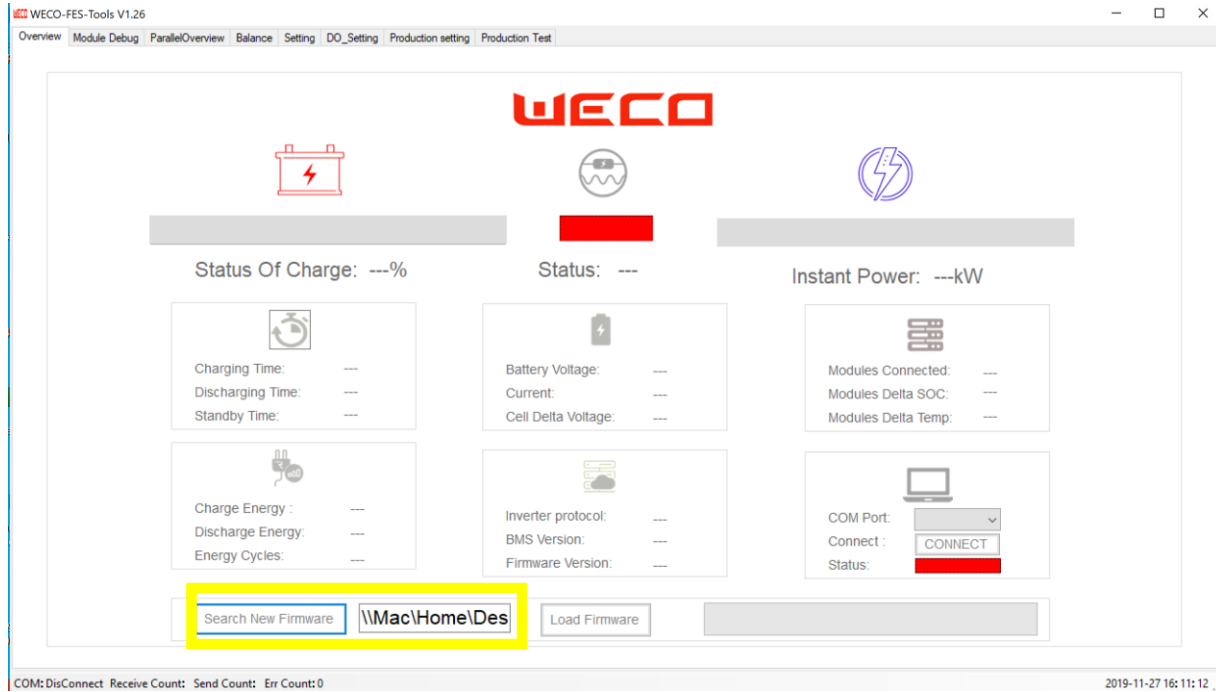 WECO WECO-FES-Tools V1.26
Overview Module Debug ParallelOverview Balance Setting DO_Setting Production setting Production Test
WECO
Status Of Charge: ---%
Status: ---
Instant Power: ---kW
Charging Time: ---
Discharging Time: ---
Standby Time: ---
Battery Voltage: ---
Current: ---
Cell Delta Voltage: ---
Modules Connected: ---
Modules Delta SOC: ---
Modules Delta Temp: ---
Charge Energy : ---
Discharge Energy: ---
Energy Cycles: ---
Inverter protocol: ---
BMS Version: ---
Firmware Version: ---
COM Port:
Connect : CONNECT
Status:
Search New Firmware \\Mac\Home\Des Load Firmware
COM: DisConnect Receive Count: Send Count: Err Count: 0 2019-11-27 16:11:12